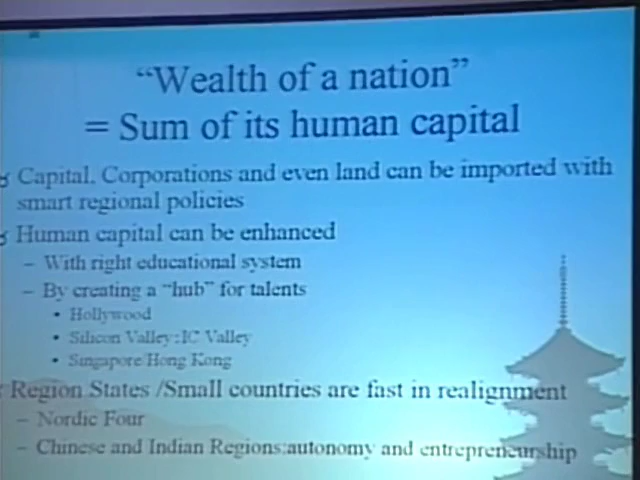 “Wealth of a nation”
= Sum of its human capital
Capital, Corporations and even land can be imported with
smart regional policies
Human capital can be enhanced
– With right educational system
– By creating a “hub” for talents
• Hollywood
• Silicon Valley:IC Valley
• Singapore/Hong Kong
Region States /Small countries are fast in realignment
– Nordic Four
– Chinese and Indian Regions:autonomy and entrepreneurship